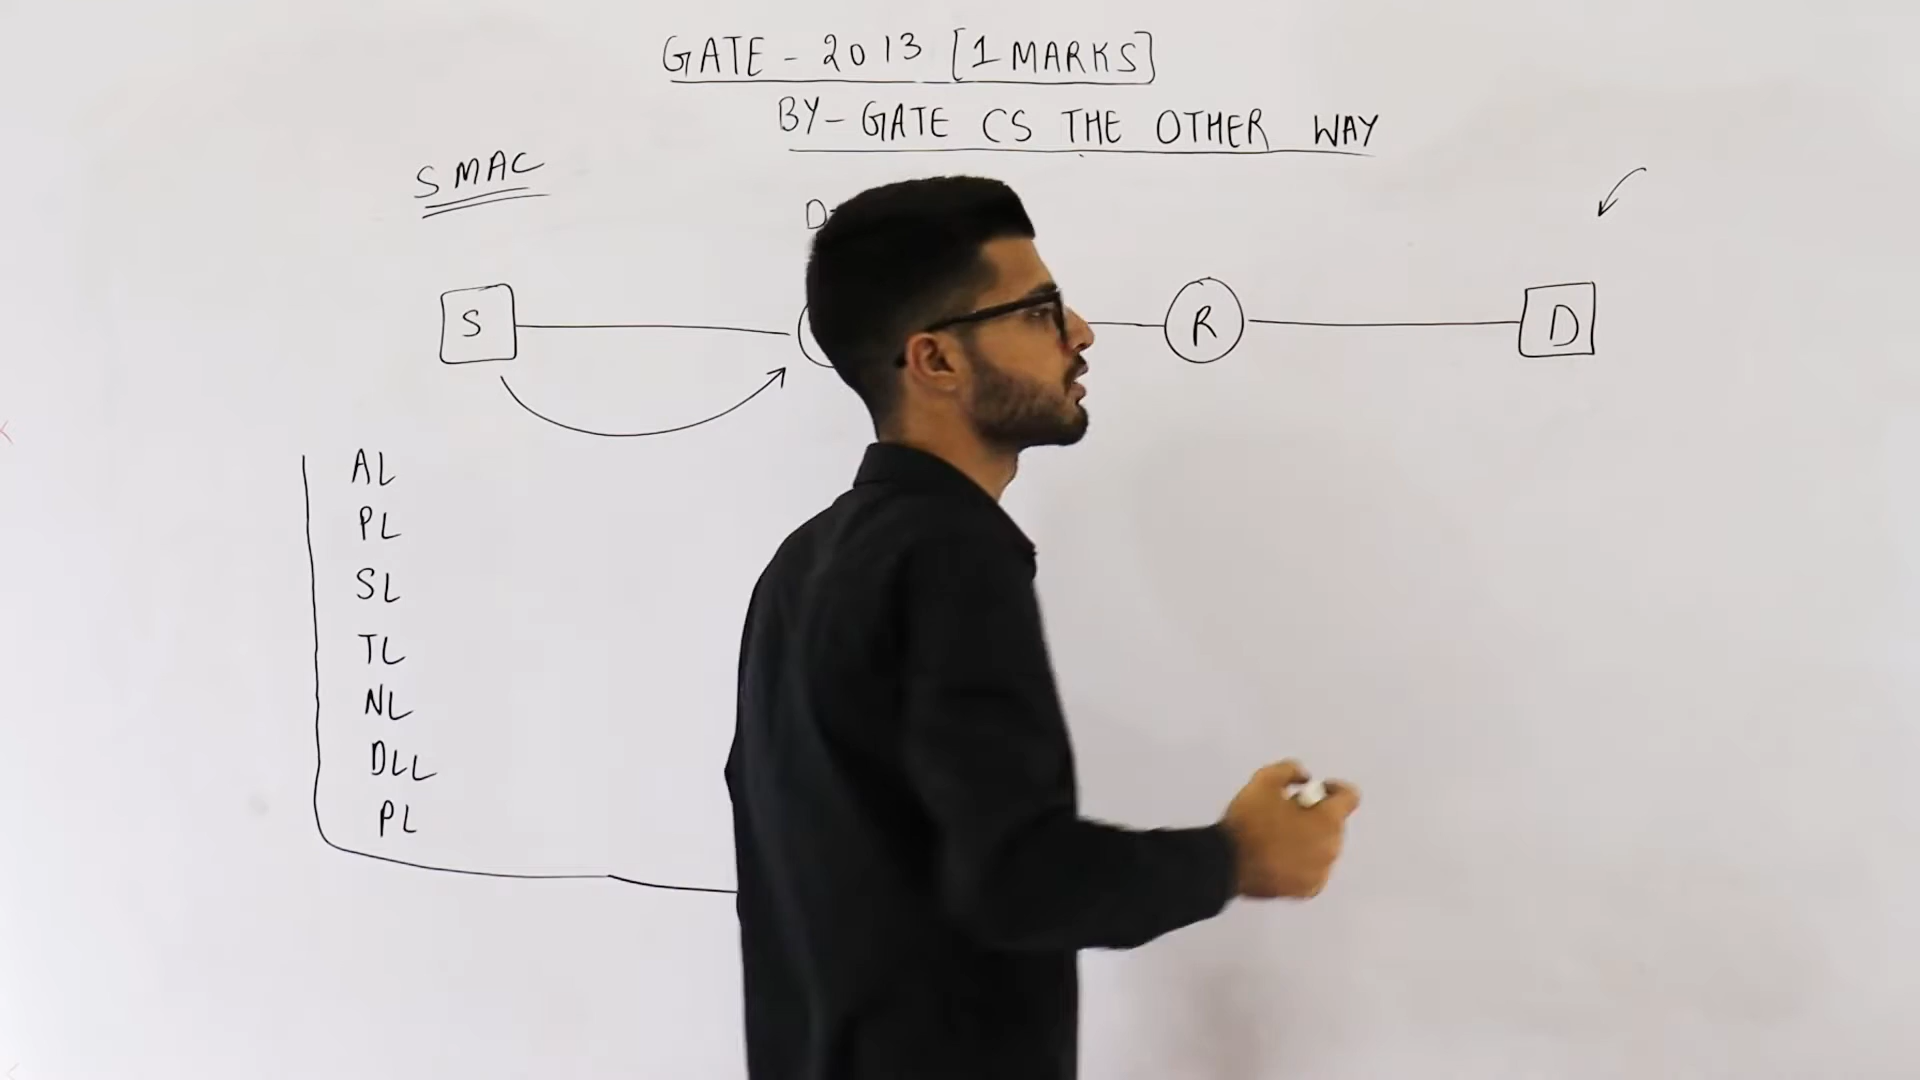 GATE - 2013 [1 MARKS]
BY- GATE CS THE OTHER WAY
SMAC
S
R
D
AL
PL
SL
TL
NL
DLL
PL